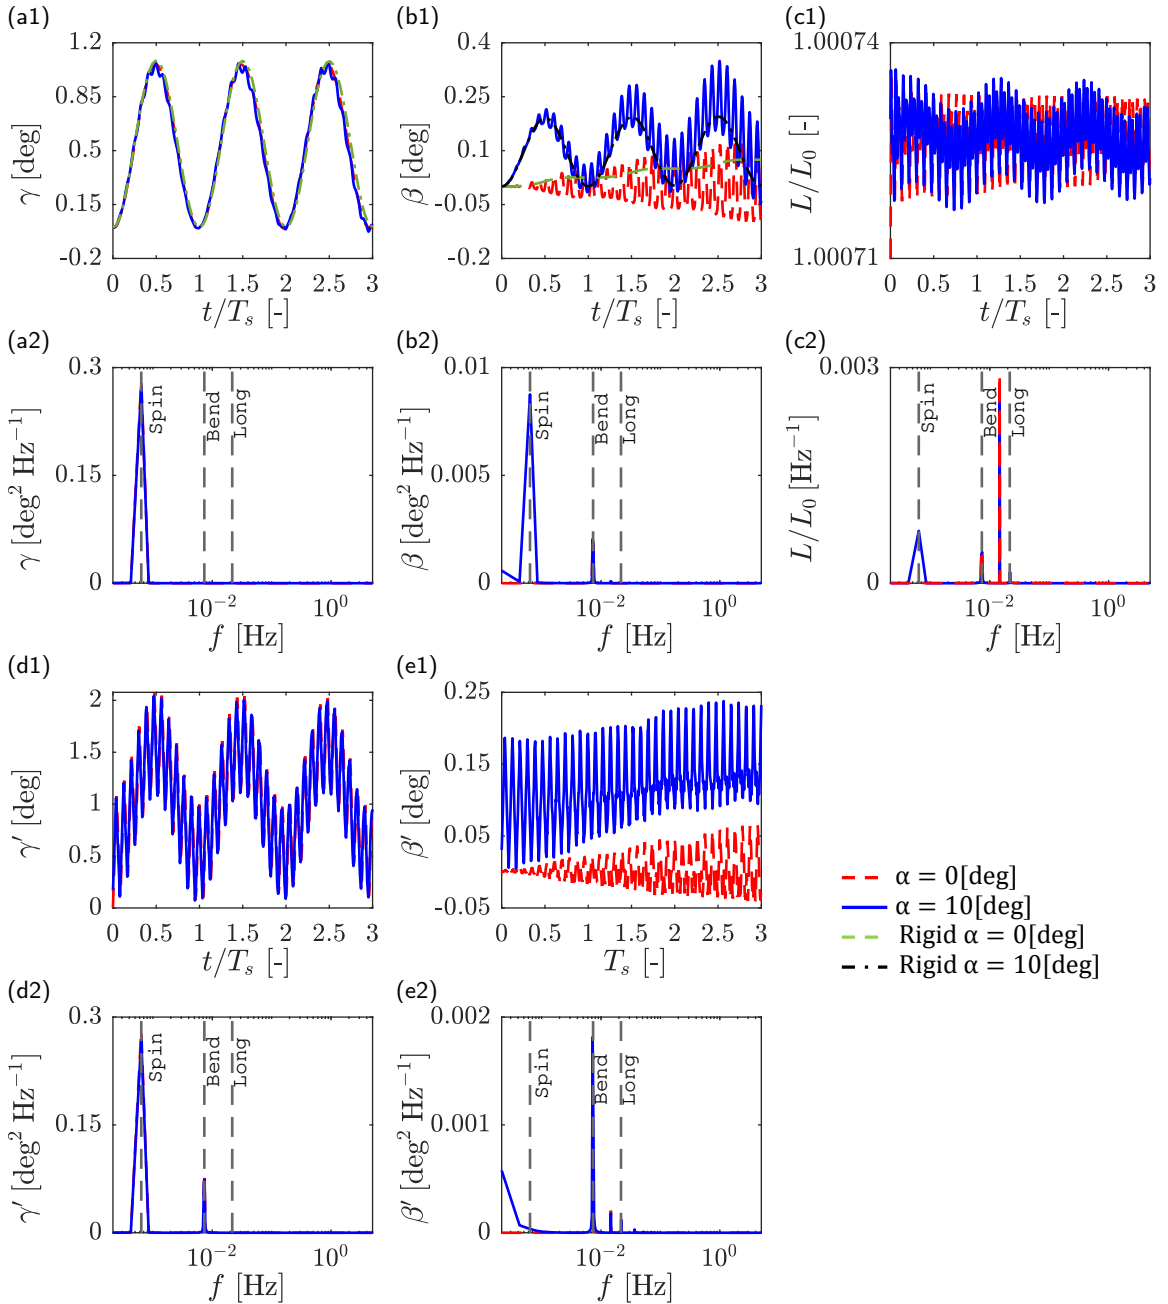 (a1)
1.2
0.85
0.5
0.15
-0.2
γ [deg]
0 0.5 1 1.5 2 2.5 3
t/T_s [-]
(b1)
0.4
0.25
0.1
-0.05
-0.2
β [deg]
0 0.5 1 1.5 2 2.5 3
t/T_s [-]
(c1)
1.00074
1.00071
L/L_0 [-]
0 0.5 1 1.5 2 2.5 3
t/T_s [-]
(a2)
0.3
0.15
0
γ [deg² Hz⁻¹]
Spin
Bend
Long
10⁻² 10⁰
f [Hz]
(b2)
0.01
0.005
0
β [deg² Hz⁻¹]
Spin
Bend
Long
10⁻² 10⁰
f [Hz]
(c2)
0.003
0
L/L_0 [Hz⁻¹]
Spin
Bend
Long
10⁻² 10⁰
f [Hz]
(d1)
2
1.5
1
0.5
0
γ′ [deg]
0 0.5 1 1.5 2 2.5 3
t/T_s [-]
(e1)
0.25
0.15
0.05
-0.05
β′ [deg]
0 0.5 1 1.5 2 2.5 3
T_s [-]
α = 0[deg]
α = 10[deg]
Rigid α = 0[deg]
Rigid α = 10[deg]
(d2)
0.3
0.15
0
γ′ [deg² Hz⁻¹]
Spin
Bend
Long
10⁻² 10⁰
f [Hz]
(e2)
0.002
0.001
0
β′ [deg² Hz⁻¹]
Spin
Bend
Long
10⁻² 10⁰
f [Hz]